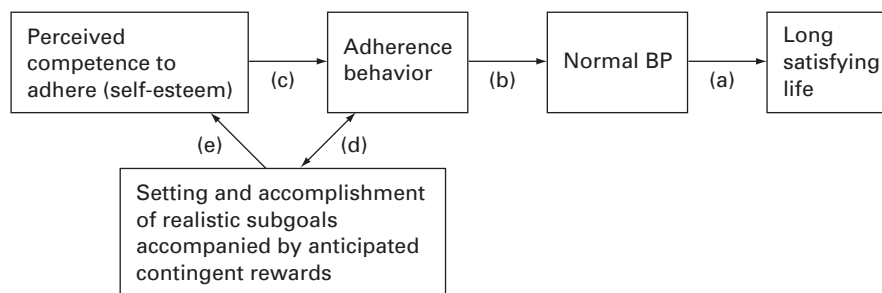 Perceived
competence to
adhere (self-esteem)
(c)
Adherence
behavior
(b)
Normal BP
(a)
Long
satisfying
life
(e)
(d)
Setting and accomplishment
of realistic subgoals
accompanied by anticipated
contingent rewards